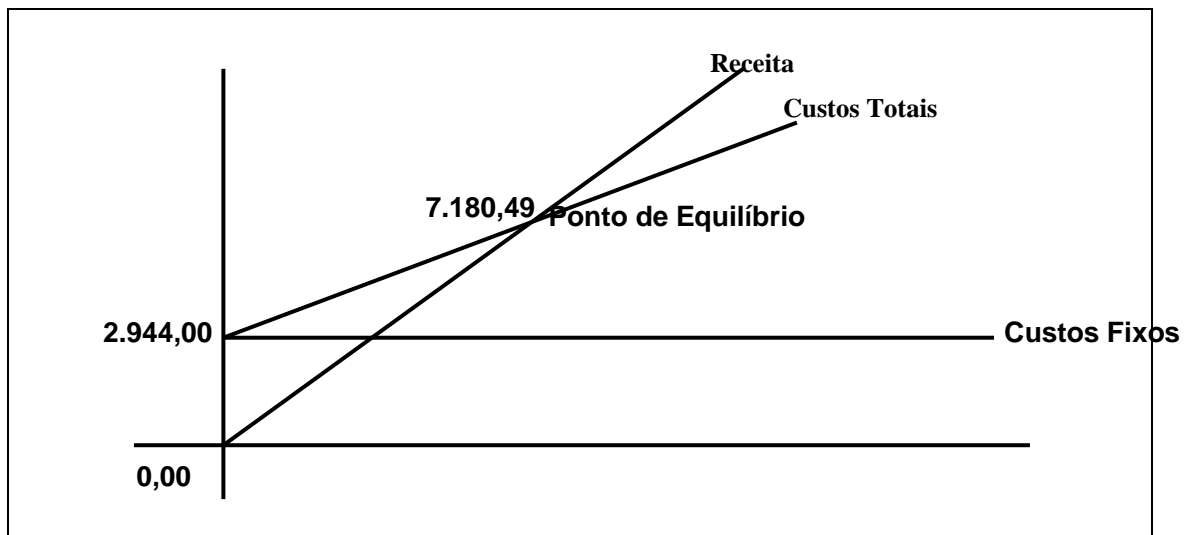 Receita
Custos Totais
7.180,49
Ponto de Equilíbrio
2.944,00
Custos Fixos
0,00